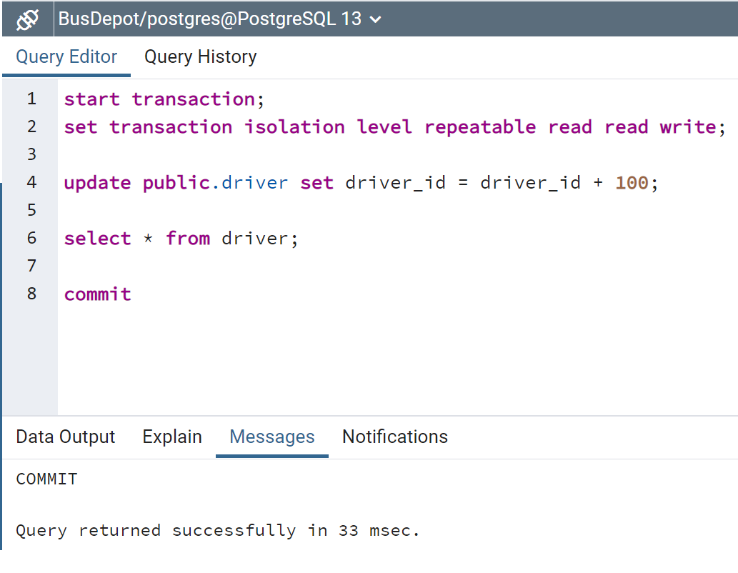 BusDepot/postgres@PostgreSQL 13
Query Editor Query History
1 start transaction;
2 set transaction isolation level repeatable read read write;
3
4 update public.driver set driver_id = driver_id + 100;
5
6 select * from driver;
7
8 commit
Data Output Explain Messages Notifications
COMMIT
Query returned successfully in 33 msec.